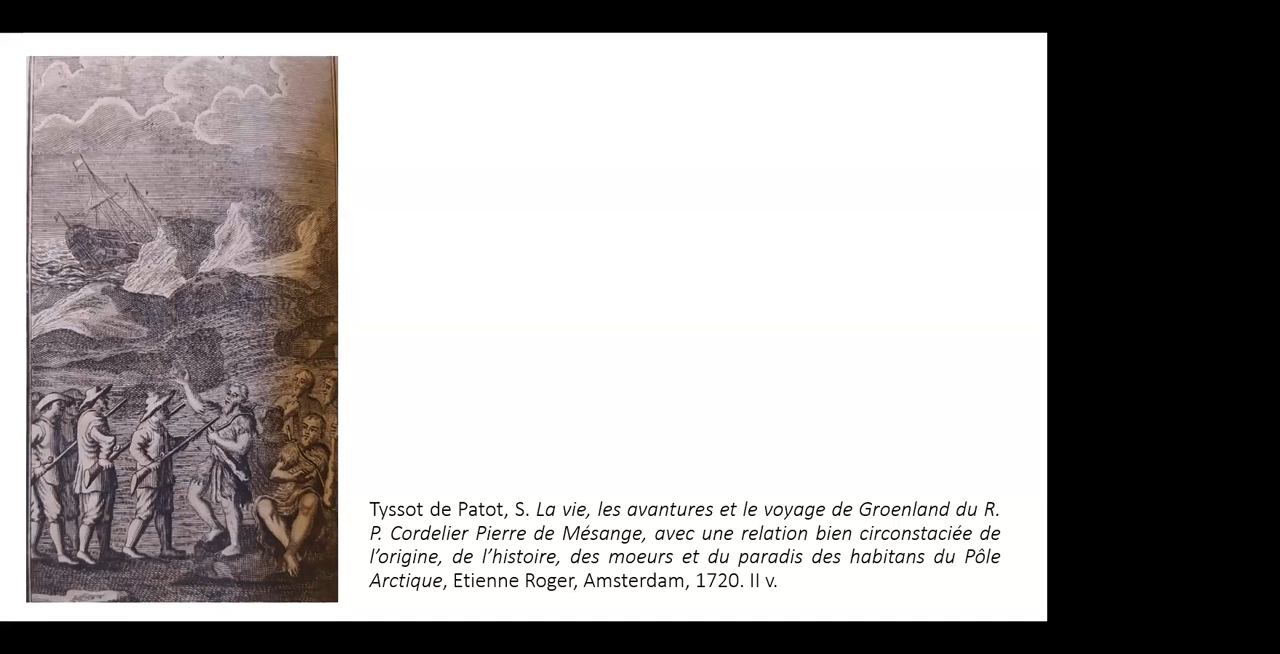 Tyssot de Patot, S. La vie, les avantures et le voyage de Groenland du R.
P. Cordelier Pierre de Mésange, avec une relation bien circonstaciée de
l’origine, de l’histoire, des moeurs et du paradis des habitans du Pôle
Arctique, Etienne Roger, Amsterdam, 1720. II v.